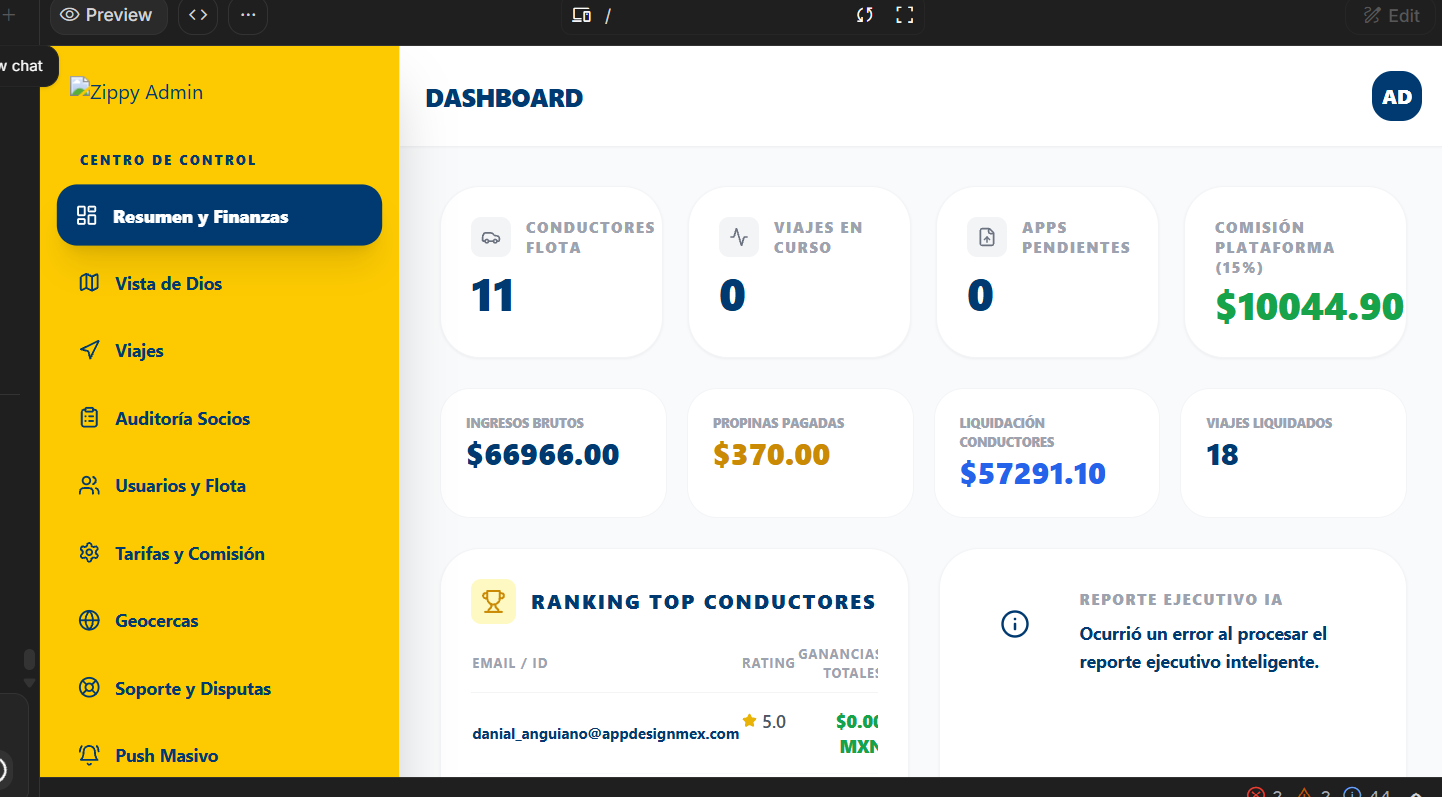 Preview
/
Edit
w chat
Zippy Admin
DASHBOARD
AD
CENTRO DE CONTROL
Resumen y Finanzas
Vista de Dios
Viajes
Auditoría Socios
Usuarios y Flota
Tarifas y Comisión
Geocercas
Soporte y Disputas
Push Masivo
CONDUCTORES
FLOTA
11
VIAJES EN
CURSO
0
APPS
PENDIENTES
0
COMISIÓN
PLATAFORMA
(15%)
$10044.90
INGRESOS BRUTOS
$66966.00
PROPINAS PAGADAS
$370.00
LIQUIDACIÓN
CONDUCTORES
$57291.10
VIAJES LIQUIDADOS
18
RANKING TOP CONDUCTORES
EMAIL / ID
RATING
GANANCIAS
TOTALES
danial_anguiano@appdesignmex.com
5.0
$0.00
MXN
REPORTE EJECUTIVO IA
Ocurrió un error al procesar el
reporte ejecutivo inteligente.